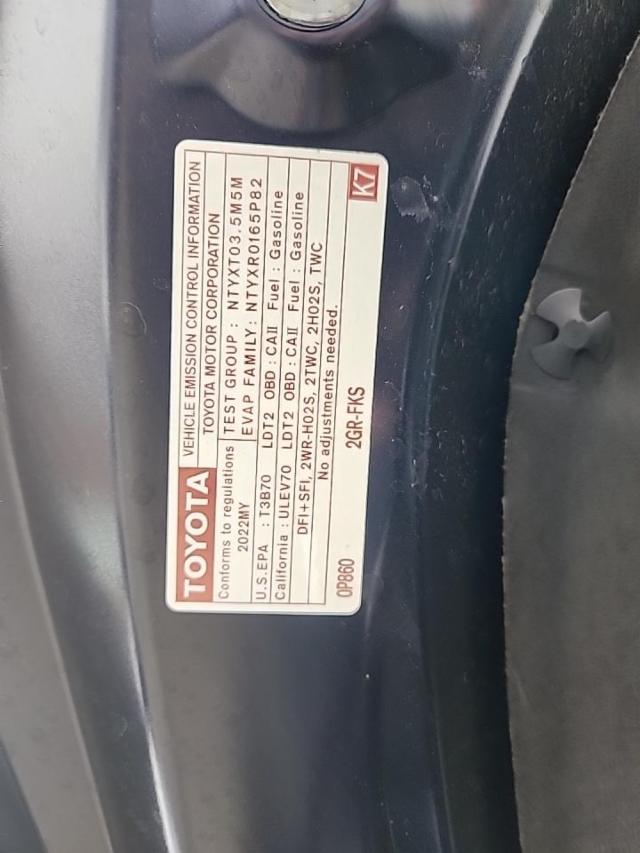 TOYOTA
VEHICLE EMISSION CONTROL INFORMATION
TOYOTA MOTOR CORPORATION
Conforms to regulations
2022MY
TEST GROUP : NTYXT03.5M5M
EVAP FAMILY: NTYXR0165P82
U.S.EPA : T3B70 LDT2 OBD : CAⅡ Fuel : Gasoline
California : ULEV70 LDT2 OBD : CAⅡ Fuel : Gasoline
DFI+SFI, 2WR-HO2S, 2TWC, 2HO2S, TWC
No adjustments needed.
0P860 2GR-FKS K7